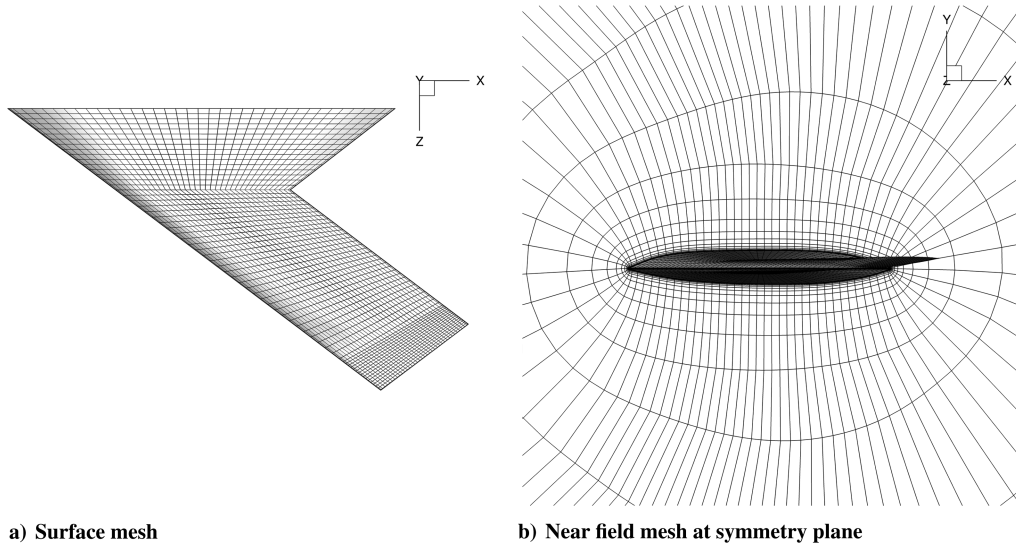 Y X
Z
Y
Z X
a) Surface mesh
b) Near field mesh at symmetry plane